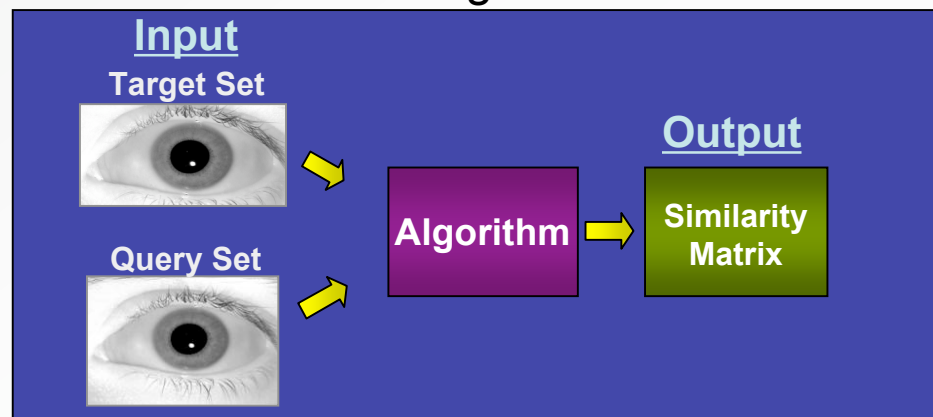 Input
Target Set
Query Set
Algorithm
Output
Similarity
Matrix